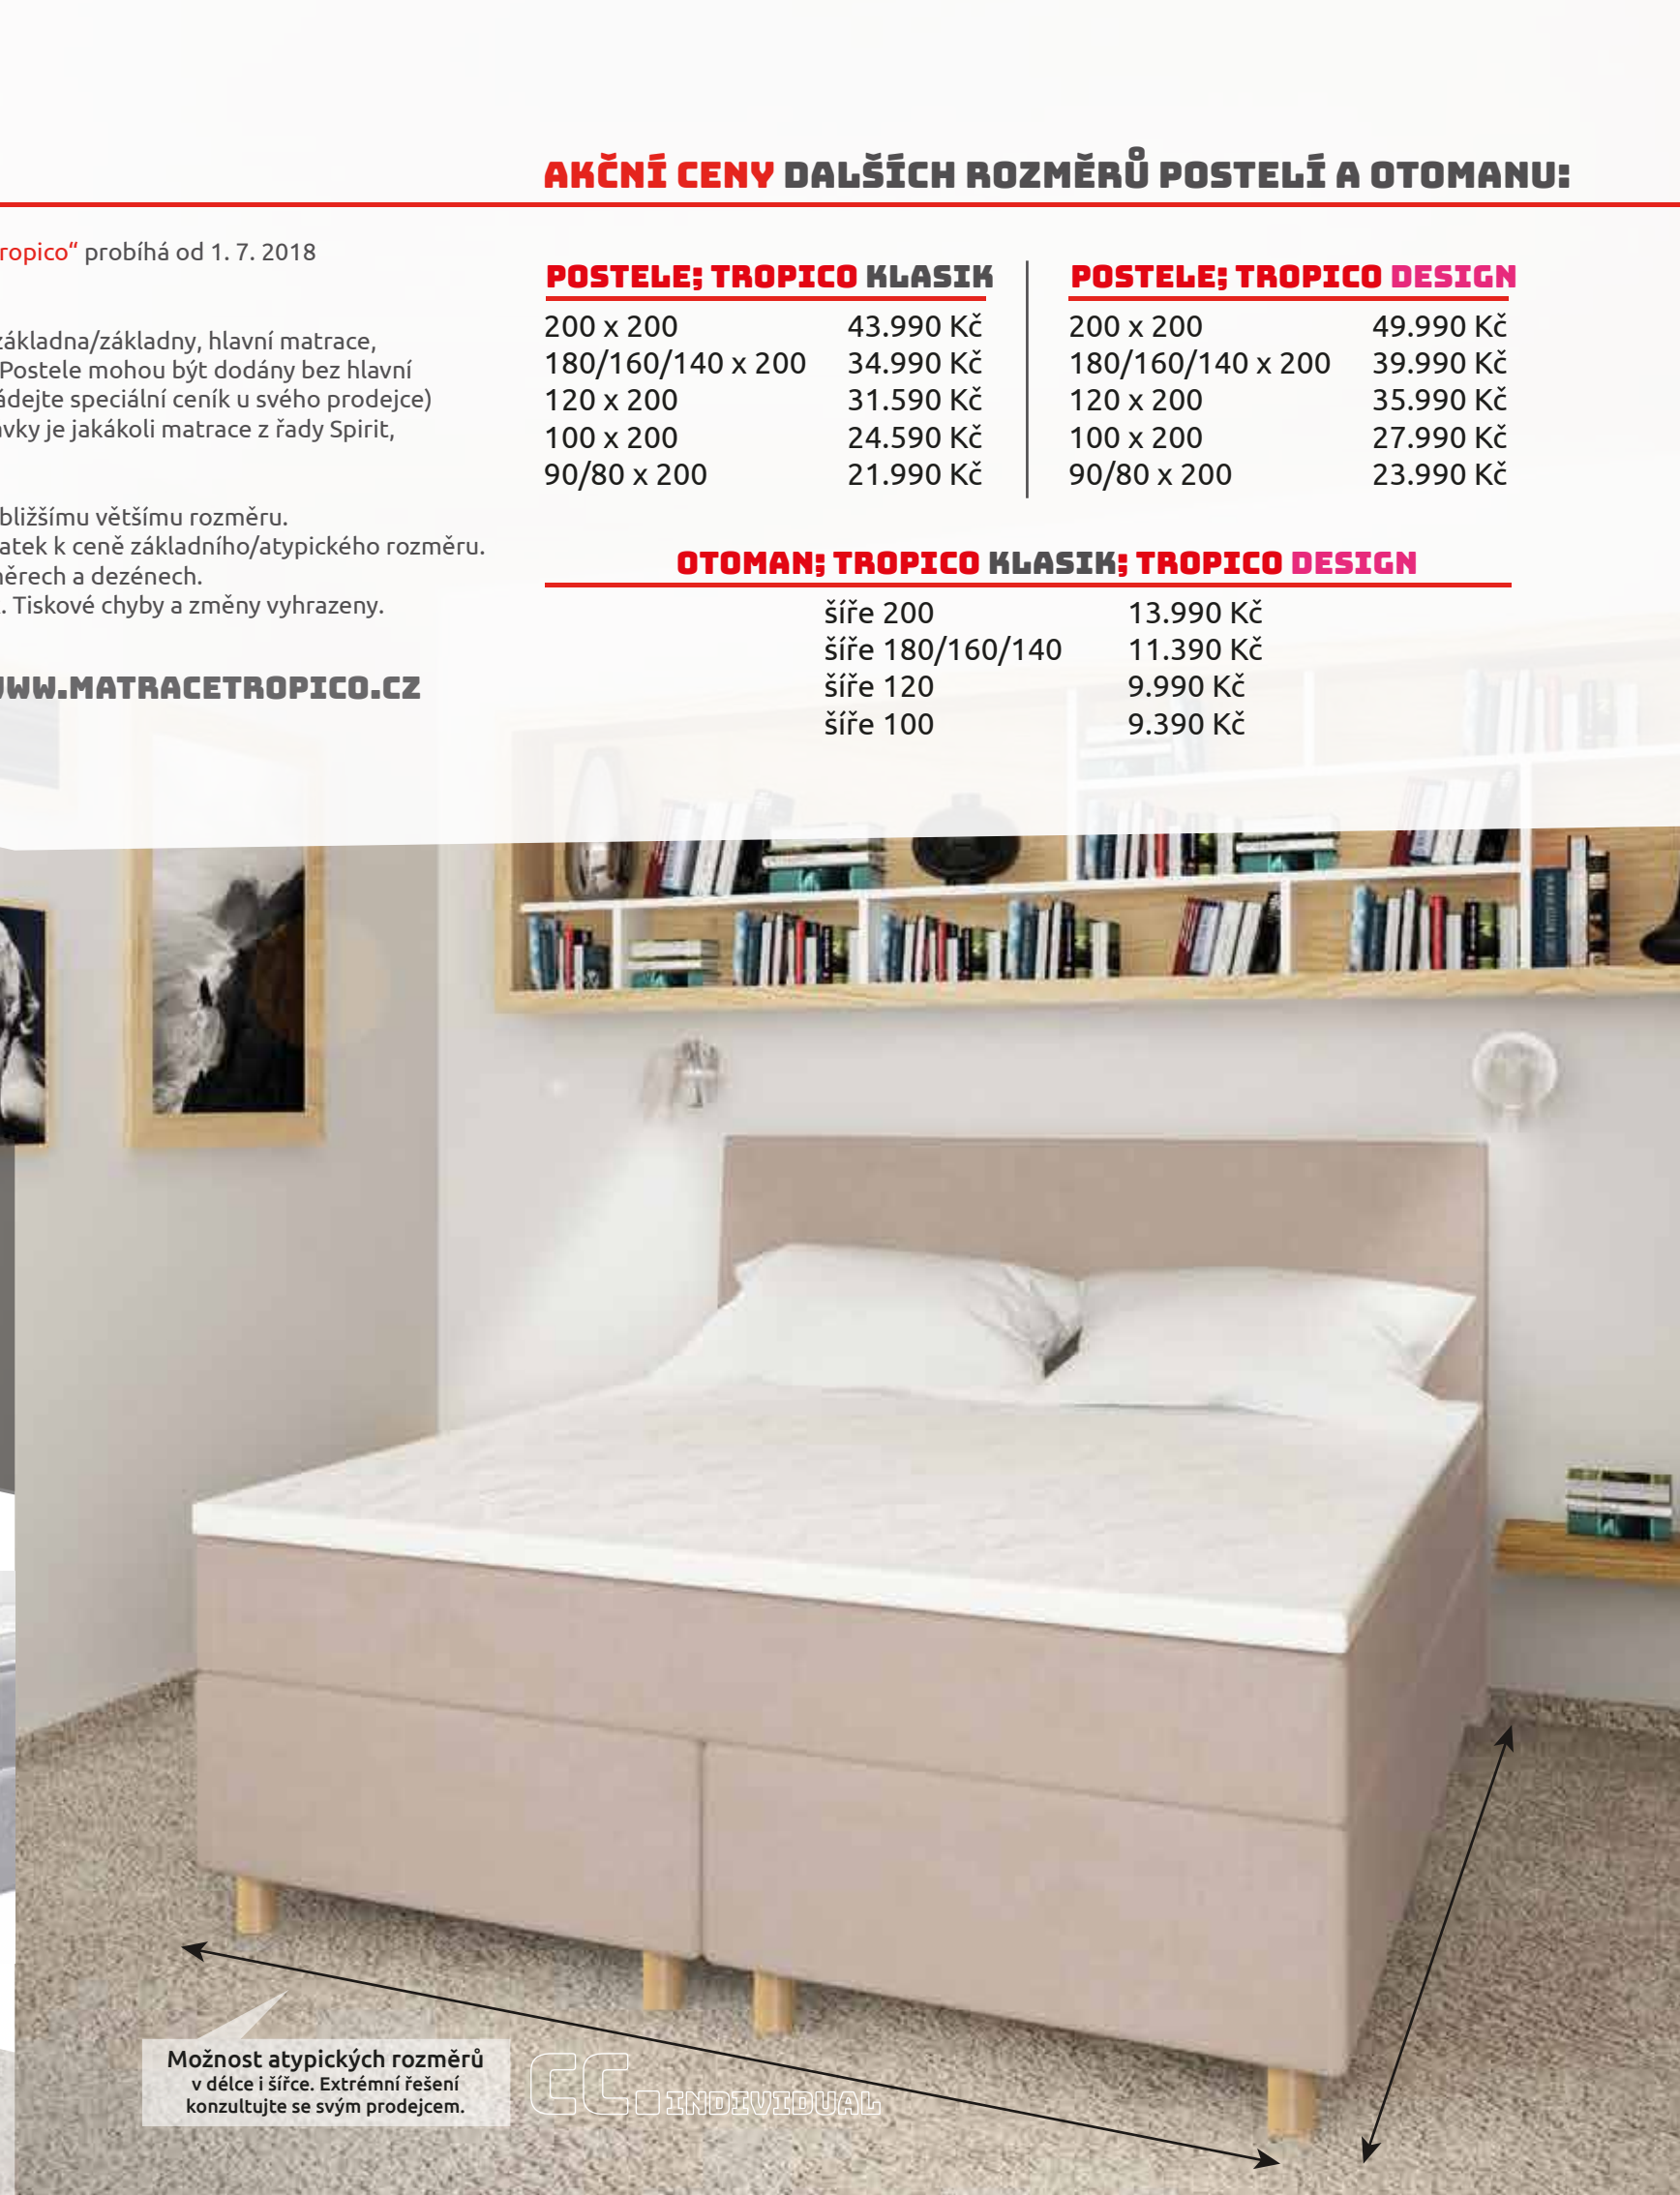 AKČNÍ CENY DALŠÍCH ROZMĚRŮ POSTELÍ A OTOMANU:
ropico“ probíhá od 1. 7. 2018
základna/základny, hlavní matrace,
Postele mohou být dodány bez hlavní
ádejte speciální ceník u svého prodejce)
avky je jakákoli matrace z řady Spirit,
bližšímu většímu rozměru.
atek k ceně základního/atypického rozměru.
ěrech a dezénech.
. Tiskové chyby a změny vyhrazeny.
WWW.MATRACETROPICO.CZ
POSTELE; TROPICO KLASIK
200 x 200 43.990 Kč
180/160/140 x 200 34.990 Kč
120 x 200 31.590 Kč
100 x 200 24.590 Kč
90/80 x 200 21.990 Kč
POSTELE; TROPICO DESIGN
200 x 200 49.990 Kč
180/160/140 x 200 39.990 Kč
120 x 200 35.990 Kč
100 x 200 27.990 Kč
90/80 x 200 23.990 Kč
OTOMAN; TROPICO KLASIK; TROPICO DESIGN
šíře 200 13.990 Kč
šíře 180/160/140 11.390 Kč
šíře 120 9.990 Kč
šíře 100 9.390 Kč
Možnost atypických rozměrů
v délce i šířce. Extrémní řešení
konzultujte se svým prodejcem.
CC.INDIVIDUAL